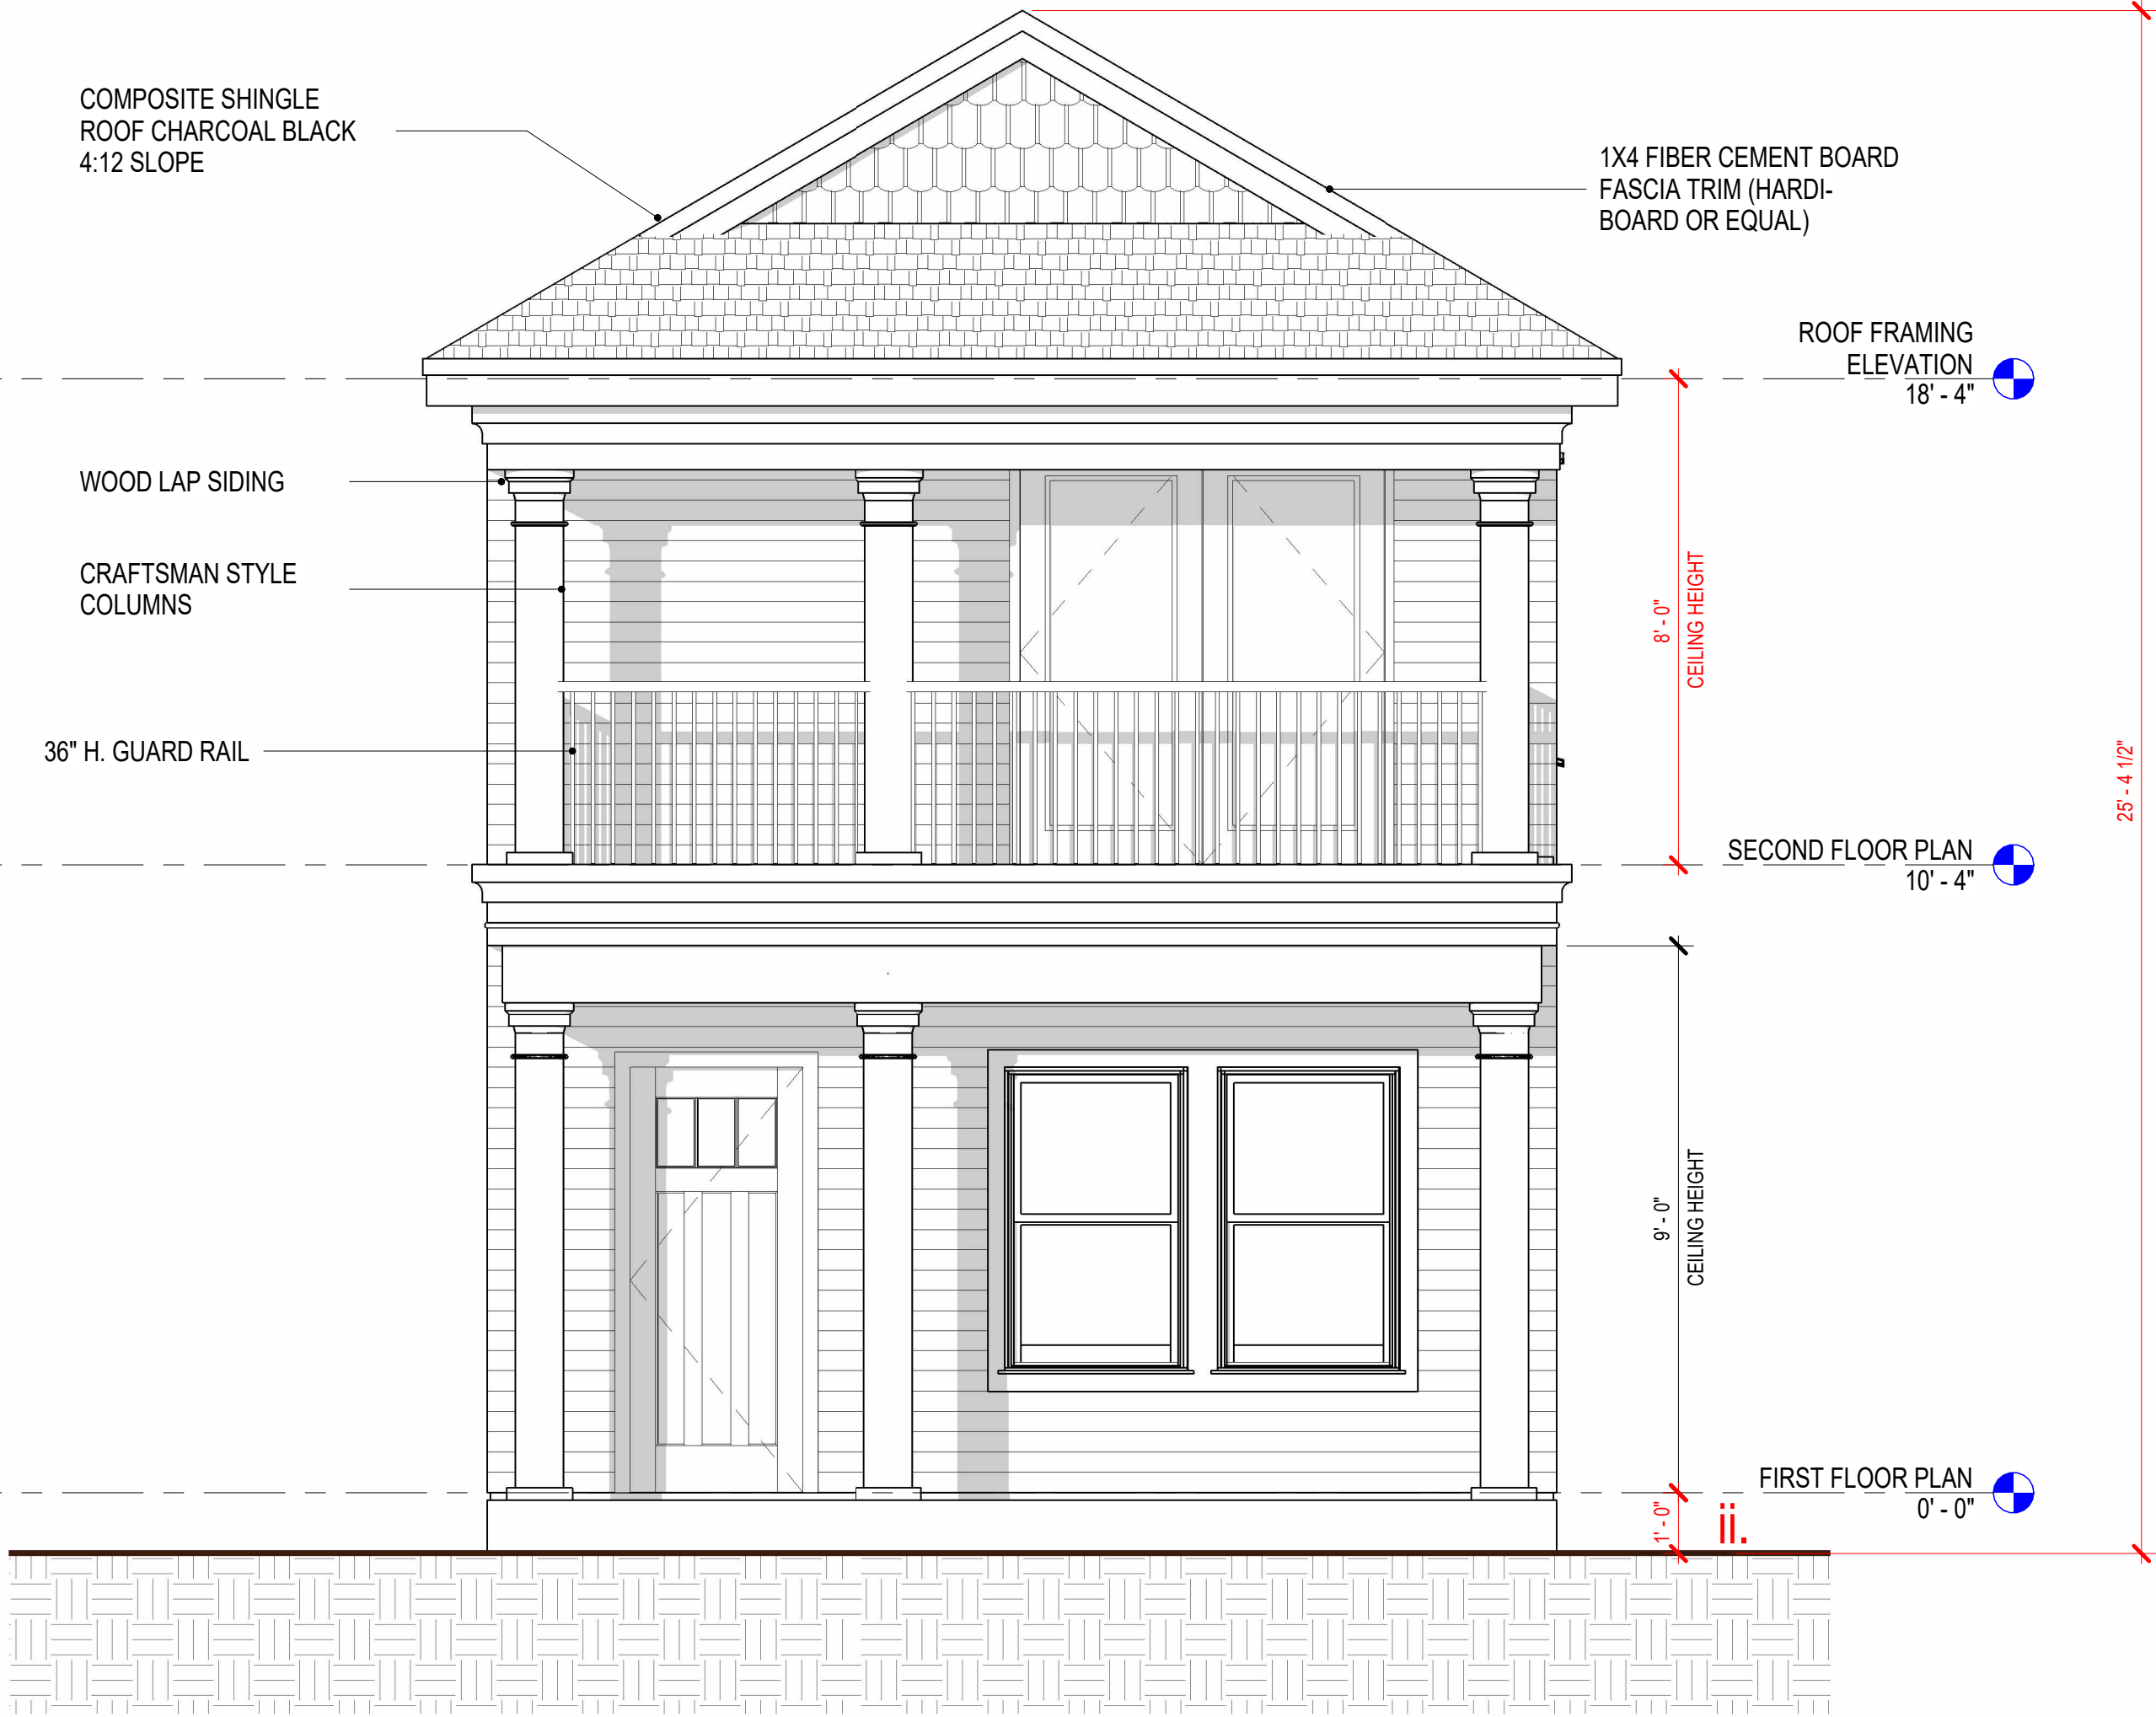 COMPOSITE SHINGLE
ROOF CHARCOAL BLACK
4:12 SLOPE
1X4 FIBER CEMENT BOARD
FASCIA TRIM (HARDI-
BOARD OR EQUAL)
ROOF FRAMING
ELEVATION
18' - 4"
WOOD LAP SIDING
CRAFTSMAN STYLE
COLUMNS
8' - 0"
CEILING HEIGHT
36" H. GUARD RAIL
25' - 4 1/2"
SECOND FLOOR PLAN
10' - 4"
9' - 0"
CEILING HEIGHT
FIRST FLOOR PLAN
0' - 0"
1' - 0"
ii.